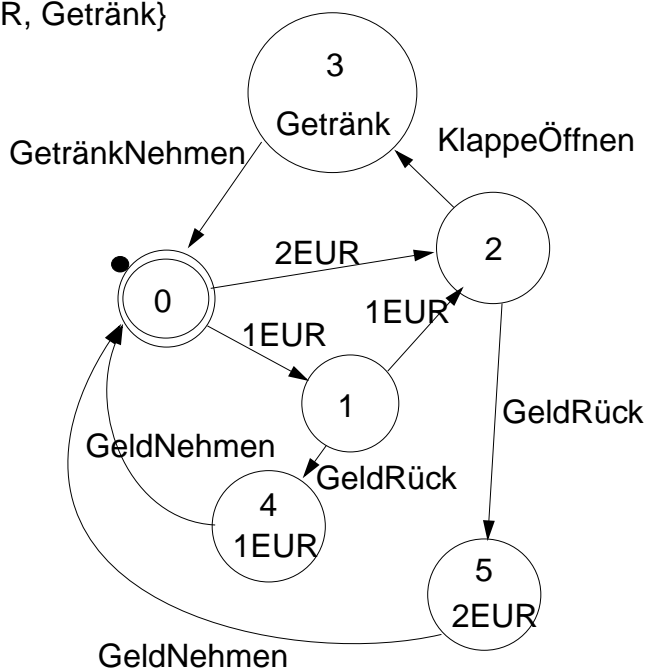 R, Getränk}
3
Getränk
GetränkNehmen
KlappeÖffnen
2EUR
2
0
1EUR
1EUR
1
GeldRück
GeldNehmen
GeldRück
4
1EUR
5
2EUR
GeldNehmen